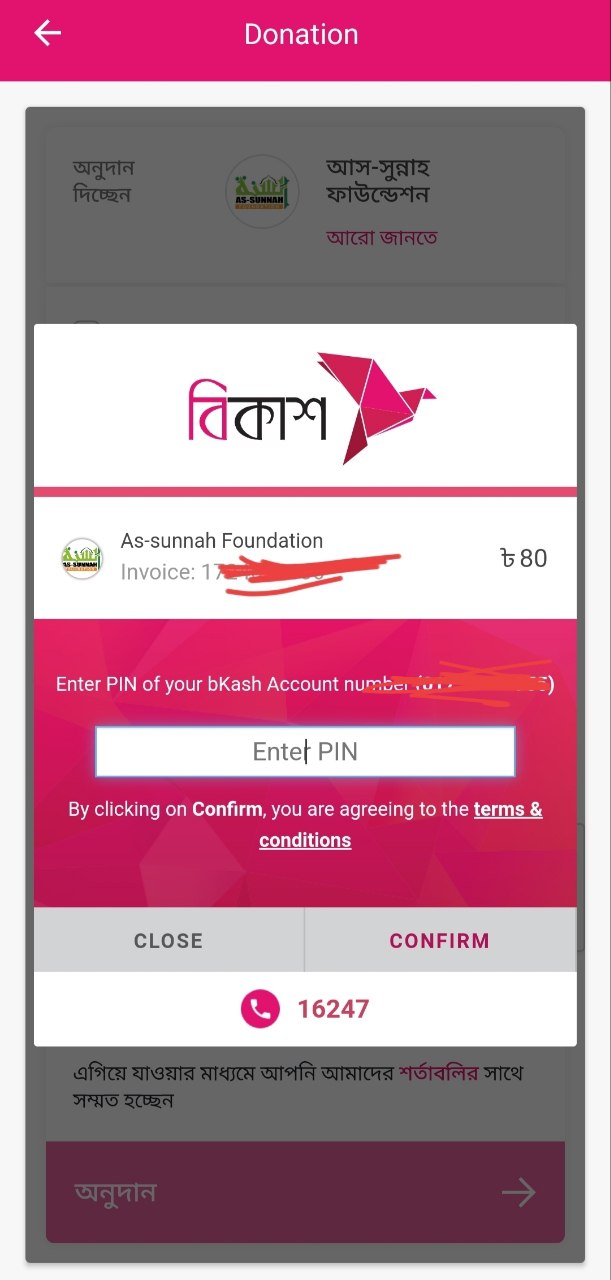 Donation
অনুদান
দিচ্ছেন
AS-SUNNAH
FOUNDATION
আস-সুন্নাহ
ফাউন্ডেশন
আরো জানতে
বিকাশ
AS-SUNNAH
FOUNDATION
As-sunnah Foundation
Invoice: 17
৳ 80
Enter PIN of your bKash Account number
Enter PIN
By clicking on Confirm, you are agreeing to the terms &
conditions
CLOSE
CONFIRM
16247
এগিয়ে যাওয়ার মাধ্যমে আপনি আমাদের শর্তাবলির সাথে
সম্মত হচ্ছেন
অনুদান